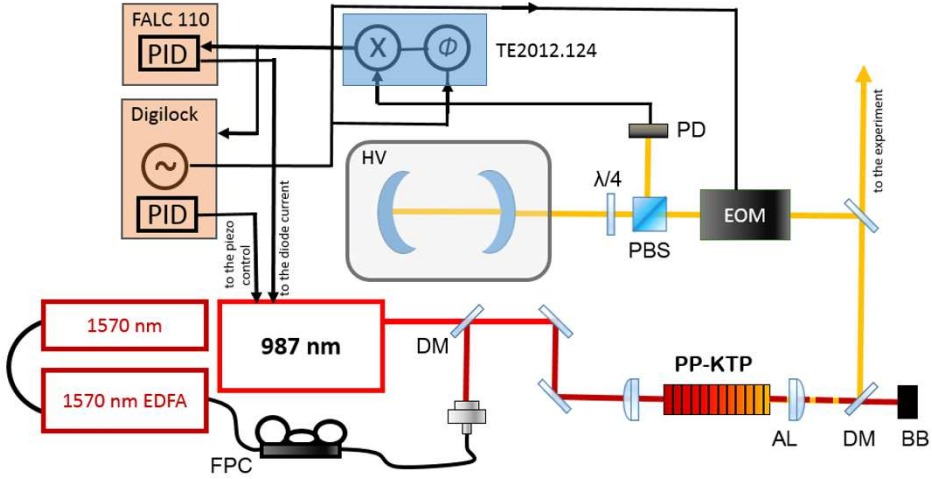 FALC 110
PID
X
Φ
TE2012.124
Digilock
~
PID
to the piezo
control
to the diode current
HV
λ/4
PD
PBS
EOM
to the experiment
1570 nm
987 nm
DM
1570 nm EDFA
FPC
PP-KTP
AL
DM
BB